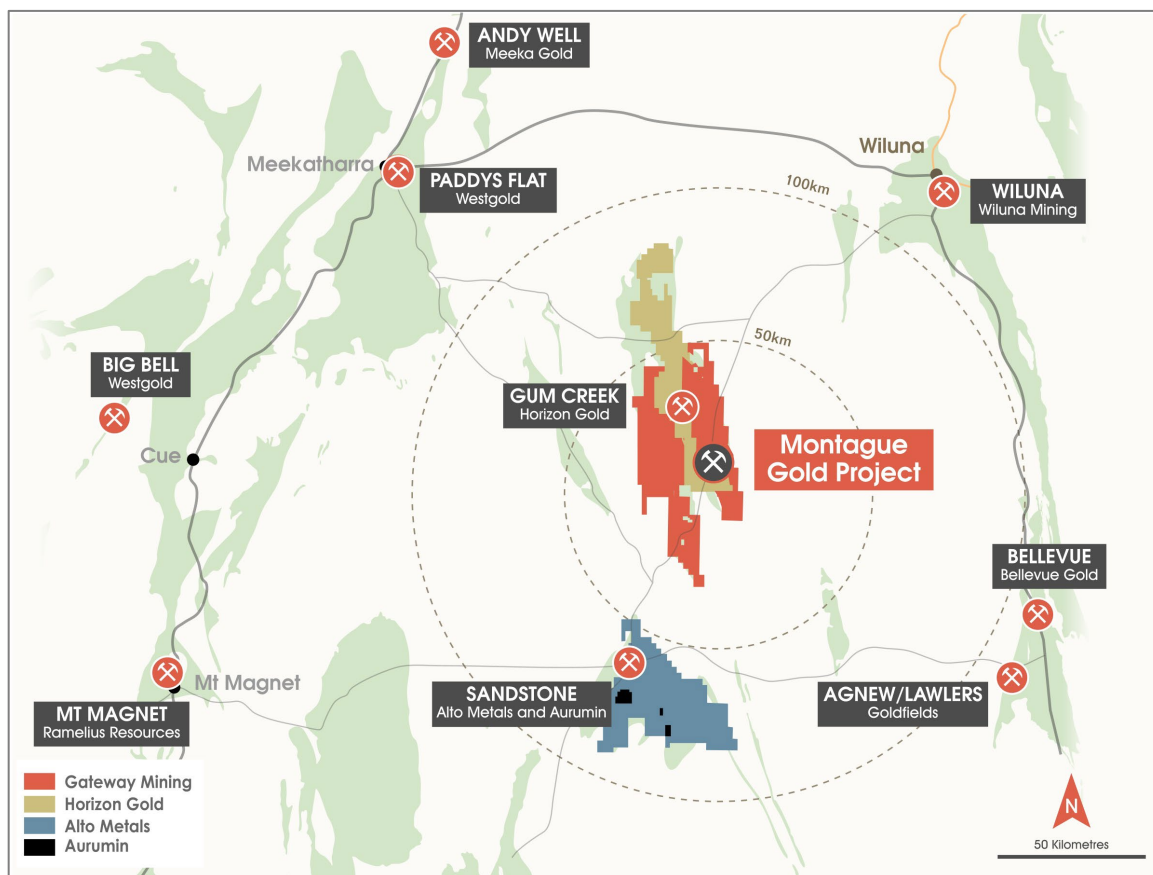 ANDY WELL
Meeka Gold
Meekatharra
PADDYS FLAT
Westgold
Wiluna
WILUNA
Wiluna Mining
100km
50km
BIG BELL
Westgold
GUM CREEK
Horizon Gold
Montague
Gold Project
Cue
BELLEVUE
Bellevue Gold
Mt Magnet
MT MAGNET
Ramelius Resources
SANDSTONE
Alto Metals and Aurumin
AGNEW/LAWLERS
Goldfields
Gateway Mining
Horizon Gold
Alto Metals
Aurumin
N
50 Kilometres